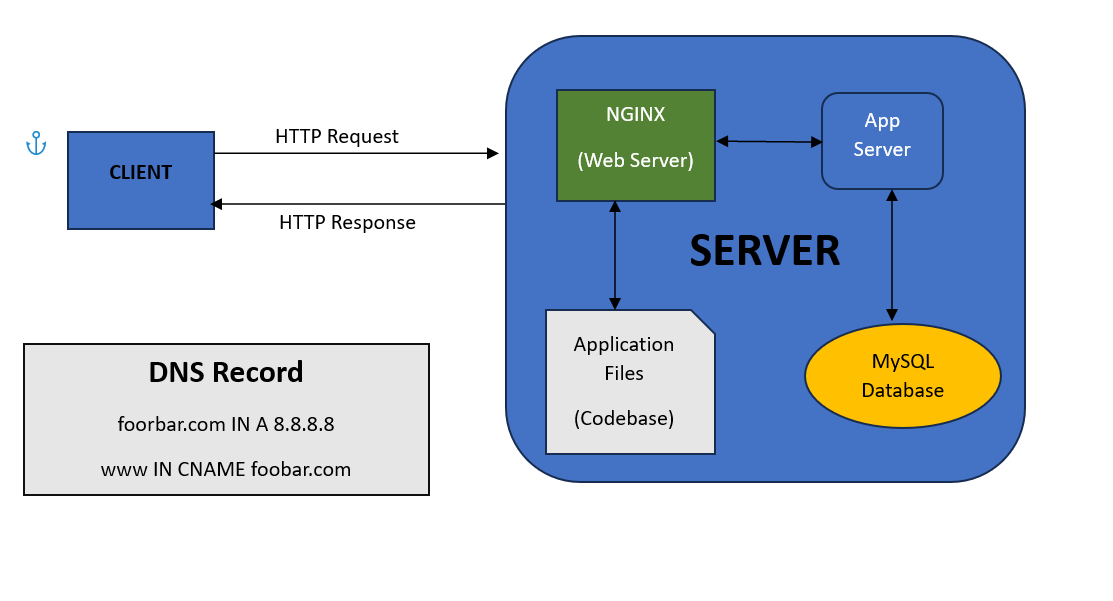 HTTP Request
CLIENT
HTTP Response
NGINX
(Web Server)
App
Server
SERVER
Application
Files
(Codebase)
MySQL
Database
DNS Record
foorbar.com IN A 8.8.8.8
www IN CNAME foobar.com